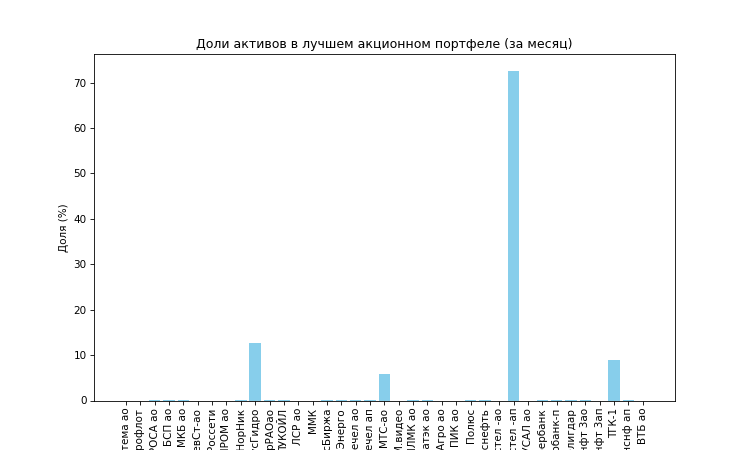 Доли активов в лучшем акционном портфеле (за месяц)
Доля (%)
70
60
50
40
30
20
10
0
тема ао
рофлот
РОСА ао
БСП ао
МКБ ао
евСт-ао
Россети
ПРОМ ао
НорНик
усГидро
рРАОао
ЛУКОЙЛ
ЛСР ао
ММК
сБиржа
Энерго
ечел ао
ечел ап
МТС-ао
М.видео
ЛМК ао
атэк ао
Агро ао
ПИК ао
Полюс
снефть
стел -ао
стел -ап
УСАЛ ао
ербанк
рбанк-п
лигдар
нфт 3ао
нфт 3ап
ТГК-1
нснф ап
ВТБ ао